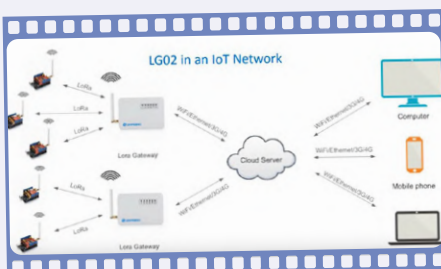 LG02 in an IoT Network
LoRa
LoRa
LoRa
Lora Gateway
WiFi/Ethernet/3G/4G
Cloud Server
WiFi/Ethernet/3G/4G
Computer
WiFi/Ethernet/3G/4G
Mobile phone
WiFi/Ethernet/3G/4G
LoRa
LoRa
Lora Gateway
WiFi/Ethernet/3G/4G